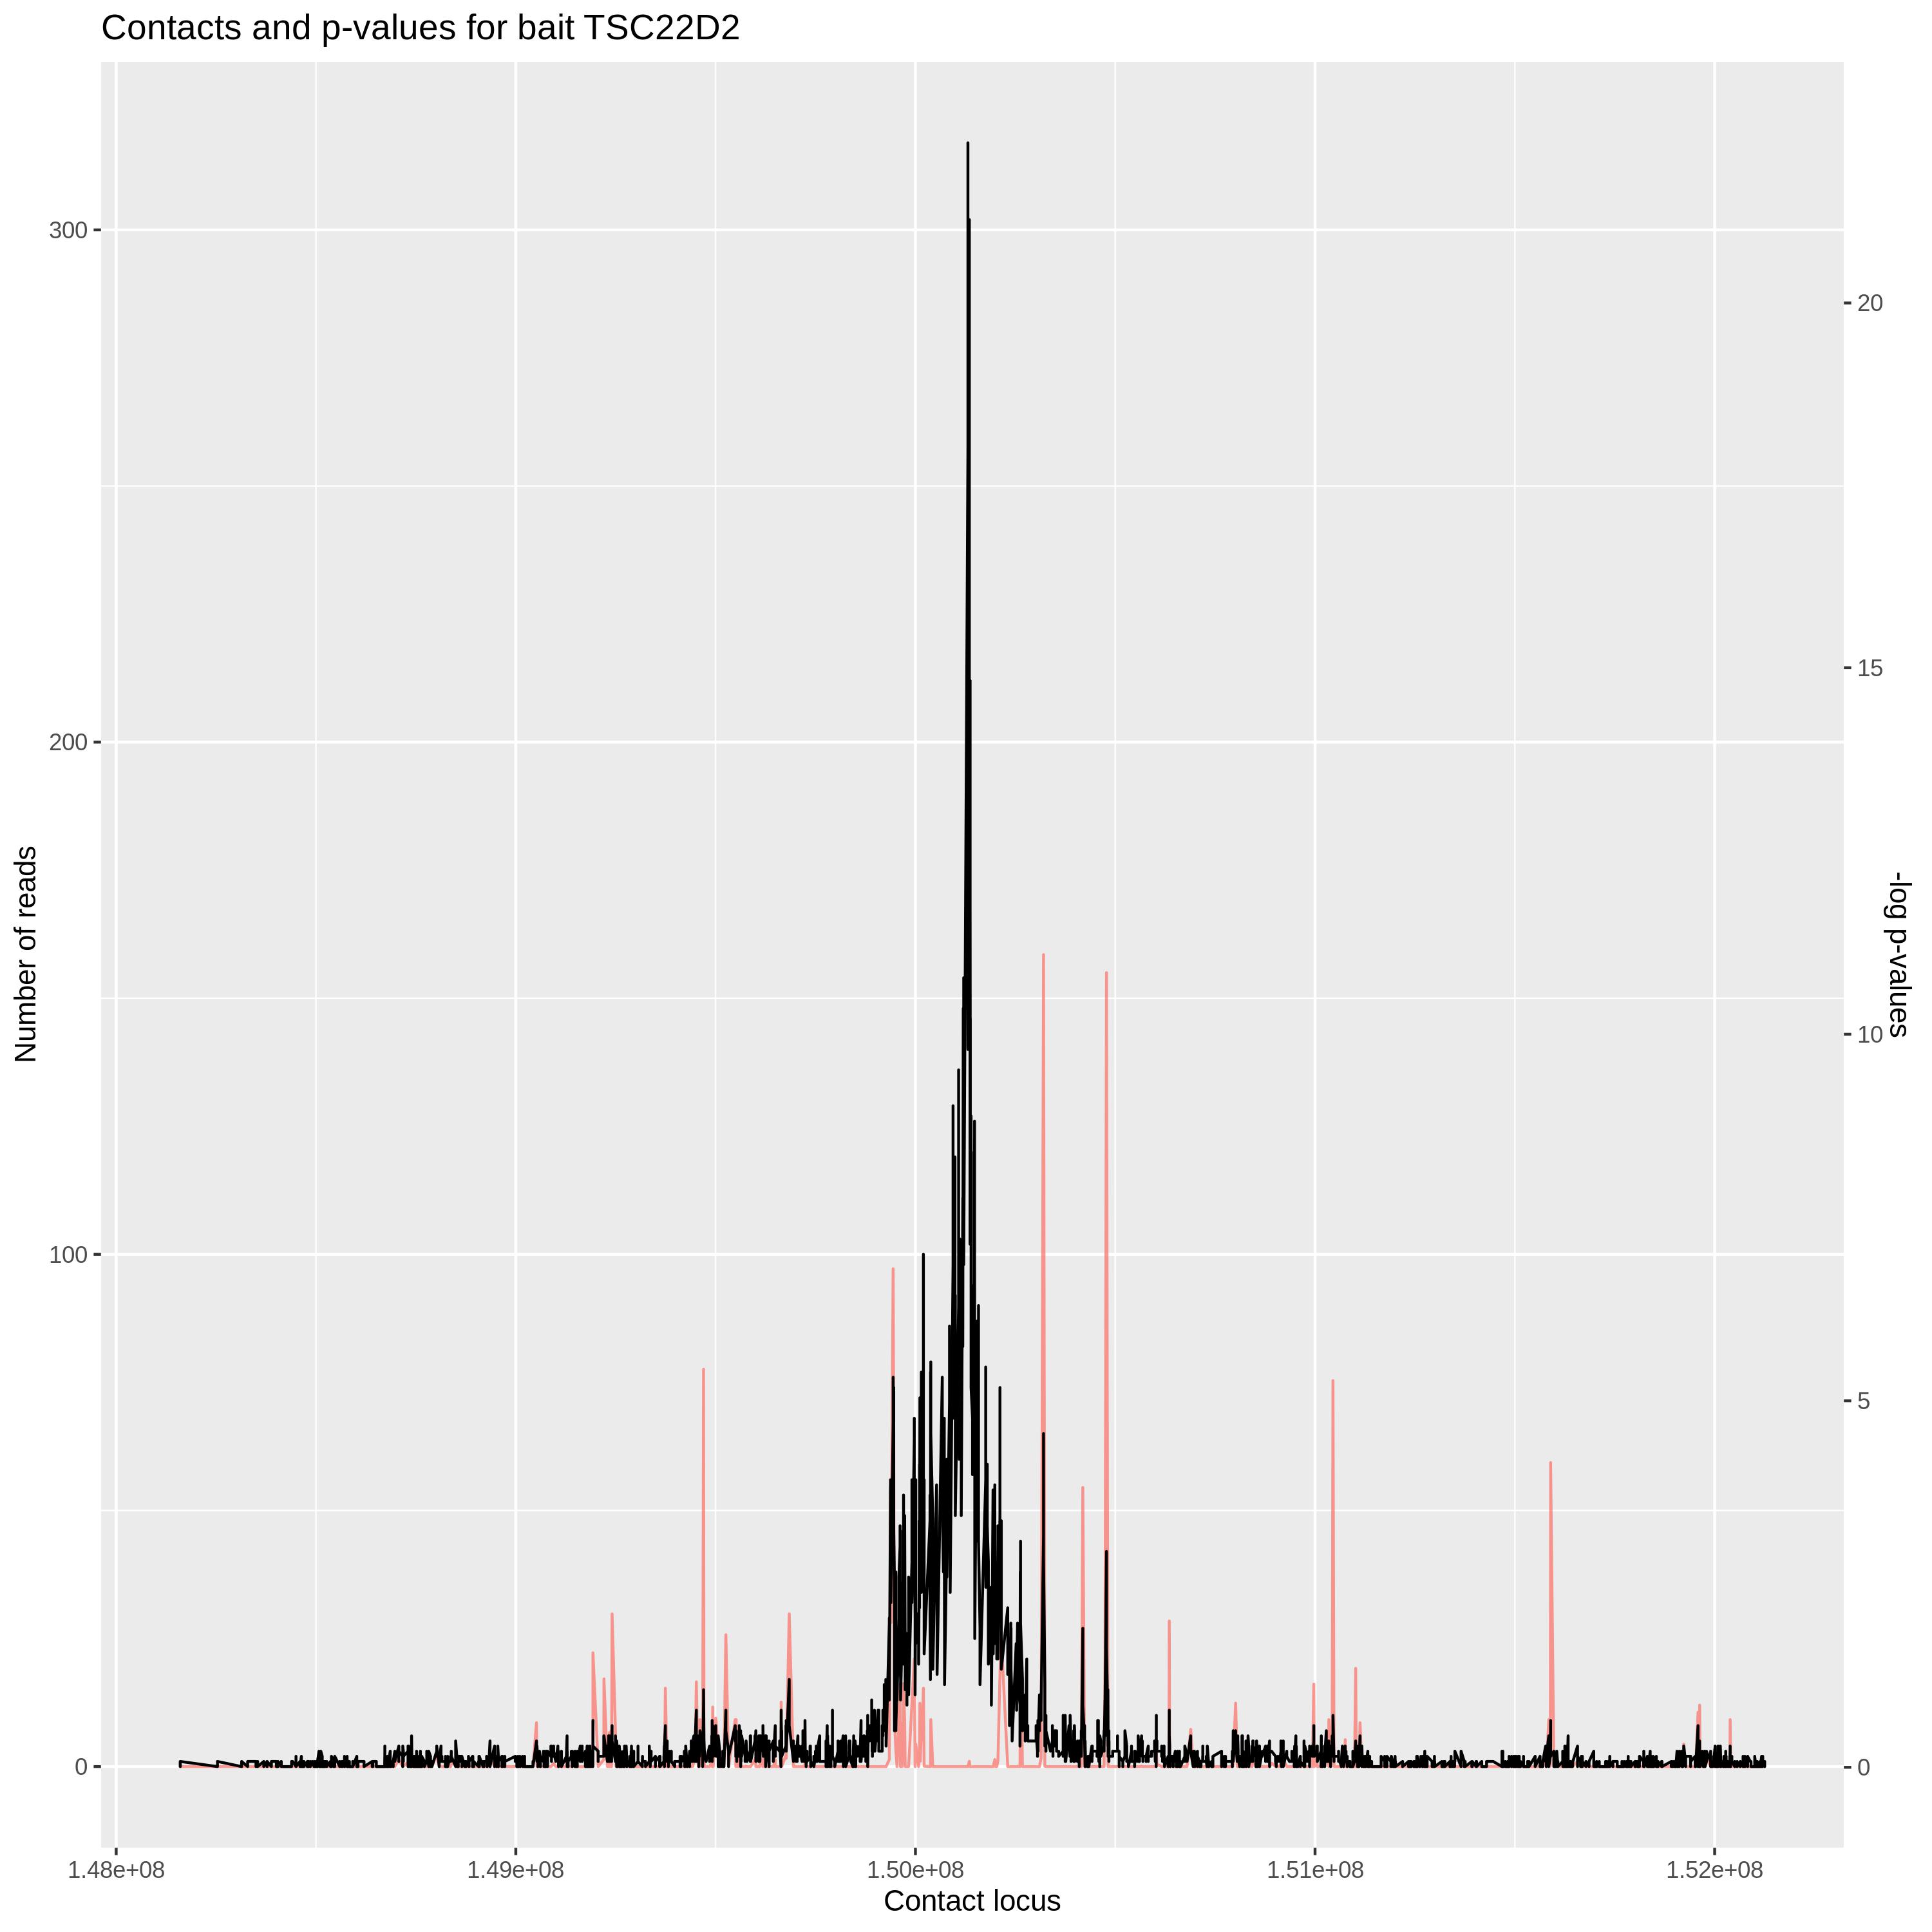 Contacts and p-values for bait TSC22D2
300
200
100
0
Number of reads
20
15
10
5
0
-log p-values
1.48e+08 1.49e+08 1.50e+08 1.51e+08 1.52e+08
Contact locus